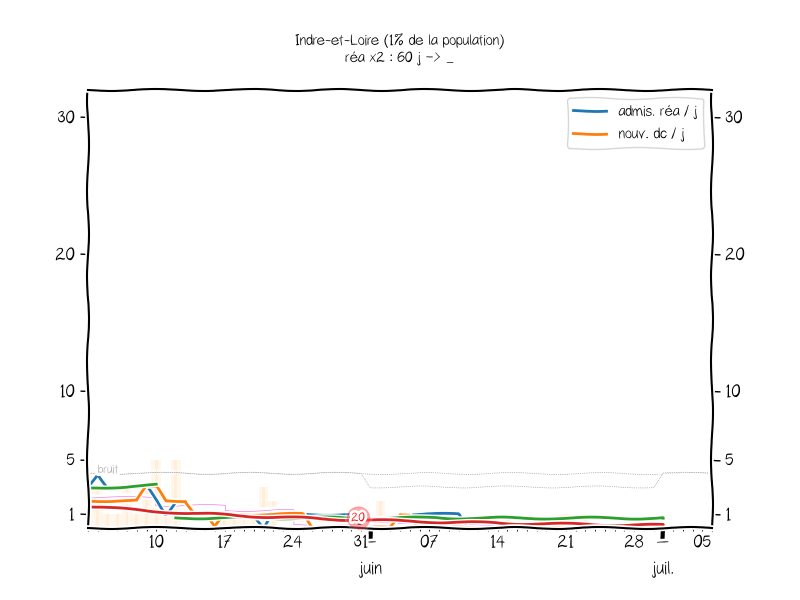 Indre-et-Loire (1% de la population)
réa x2 : 60 j -> _
30 30
admis. réa / j
nouv. dc / j
20 20
10 10
5 5
bruit
1 1
20
10 17 24 31 07 14 21 28 05
juin juil.